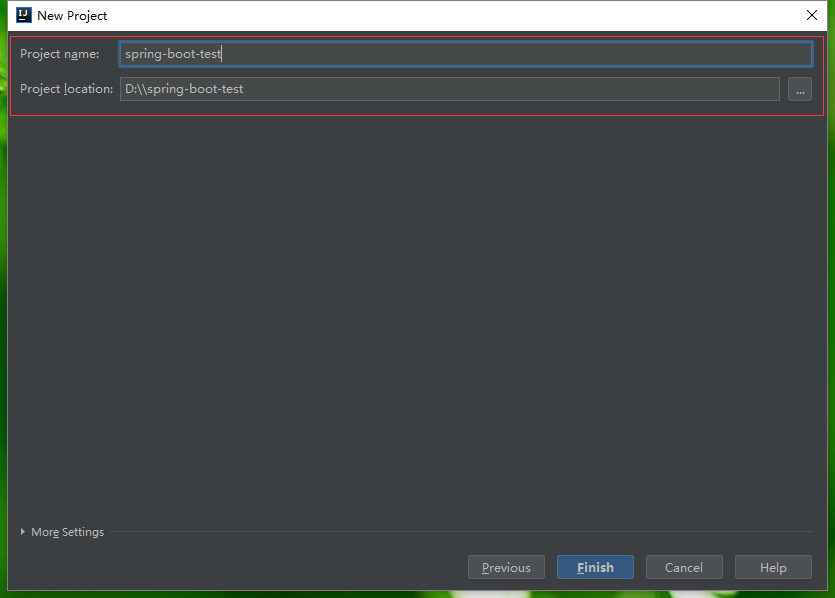 IJ New Project
Project name: spring-boot-test
Project location: D:\\spring-boot-test ...
More Settings
Previous Finish Cancel Help